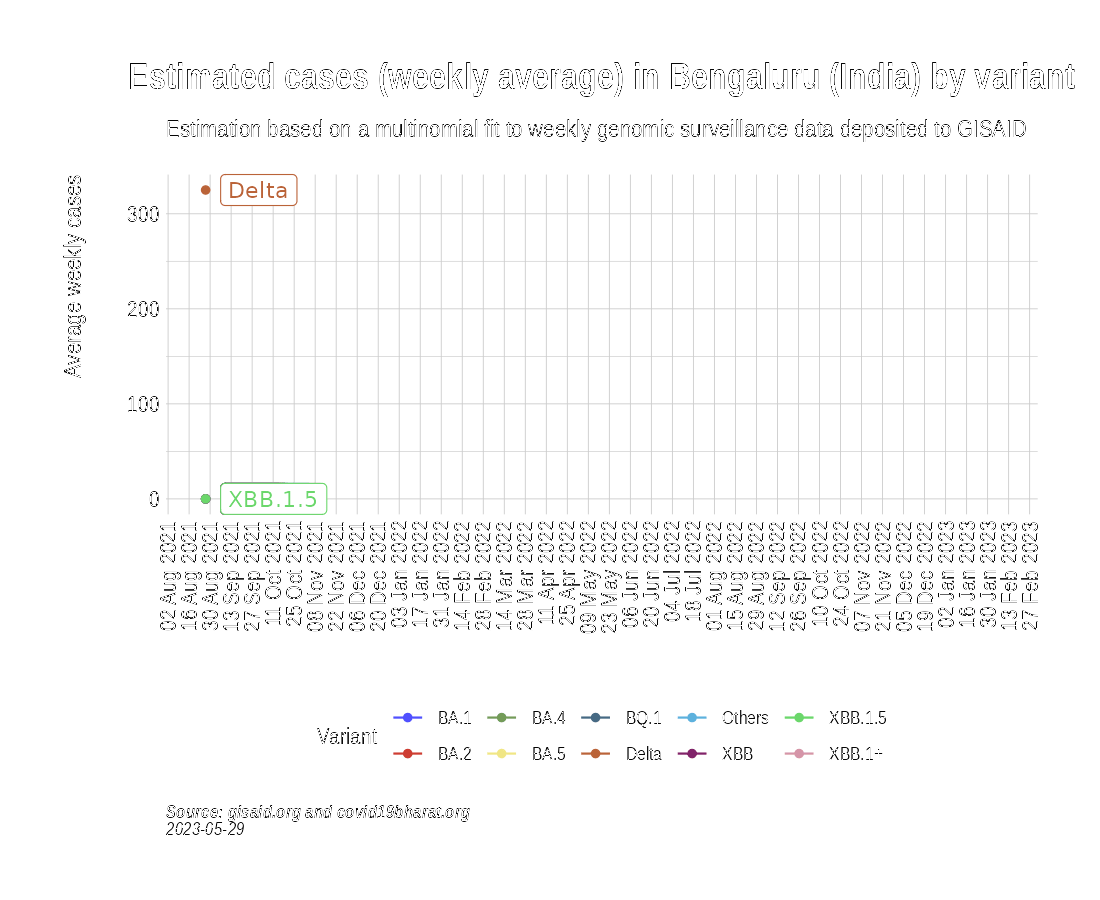 Estimated cases (weekly average) in Bengaluru (India) by variant
Estimation based on a multinomial fit to weekly genomic surveillance data deposited to GISAID
Average weekly cases
300
200
100
0
Delta
XBB.1.5
02 Aug 2021
16 Aug 2021
30 Aug 2021
13 Sep 2021
27 Sep 2021
11 Oct 2021
25 Oct 2021
08 Nov 2021
22 Nov 2021
06 Dec 2021
20 Dec 2021
03 Jan 2022
17 Jan 2022
31 Jan 2022
14 Feb 2022
28 Feb 2022
14 Mar 2022
28 Mar 2022
11 Apr 2022
25 Apr 2022
09 May 2022
23 May 2022
06 Jun 2022
20 Jun 2022
04 Jul 2022
18 Jul 2022
01 Aug 2022
15 Aug 2022
29 Aug 2022
12 Sep 2022
26 Sep 2022
10 Oct 2022
24 Oct 2022
07 Nov 2022
21 Nov 2022
05 Dec 2022
19 Dec 2022
02 Jan 2023
16 Jan 2023
30 Jan 2023
13 Feb 2023
27 Feb 2023
Variant
BA.1 BA.4 BQ.1 Others XBB.1.5
BA.2 BA.5 Delta XBB XBB.1+
Source: gisaid.org and covid19bharat.org
2023-05-29